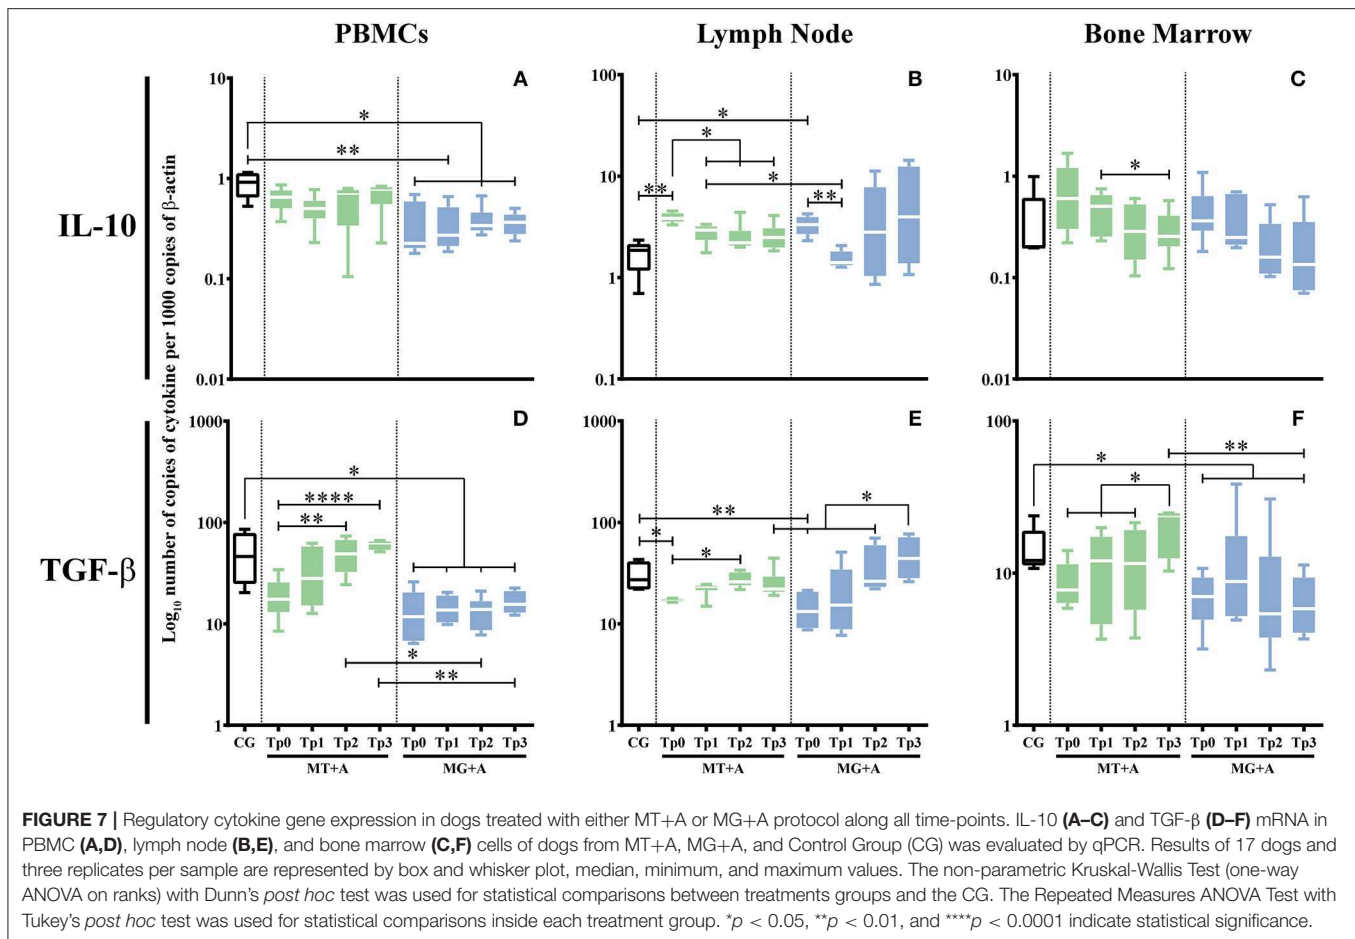 PBMCs
Lymph Node
Bone Marrow
IL-10
TGF-β
Log10 number of copies of cytokine per 1000 copies of β-actin
A
10
1
0.1
0.01
*
**
B
100
10
1
0.1
*
*
**
*
**
C
10
1
0.1
0.01
*
D
1000
100
10
1
*
****
**
*
**
E
1000
100
10
1
*
**
*
*
F
100
10
1
**
*
*
CG Tp0 Tp1 Tp2 Tp3 Tp0 Tp1 Tp2 Tp3
MT+A MG+A
CG Tp0 Tp1 Tp2 Tp3 Tp0 Tp1 Tp2 Tp3
MT+A MG+A
CG Tp0 Tp1 Tp2 Tp3 Tp0 Tp1 Tp2 Tp3
MT+A MG+A
FIGURE 7 | Regulatory cytokine gene expression in dogs treated with either MT+A or MG+A protocol along all time-points. IL-10 (A–C) and TGF-β (D–F) mRNA in
PBMC (A,D), lymph node (B,E), and bone marrow (C,F) cells of dogs from MT+A, MG+A, and Control Group (CG) was evaluated by qPCR. Results of 17 dogs and
three replicates per sample are represented by box and whisker plot, median, minimum, and maximum values. The non-parametric Kruskal-Wallis Test (one-way
ANOVA on ranks) with Dunn's post hoc test was used for statistical comparisons between treatments groups and the CG. The Repeated Measures ANOVA Test with
Tukey's post hoc test was used for statistical comparisons inside each treatment group. *p < 0.05, **p < 0.01, and ****p < 0.0001 indicate statistical significance.